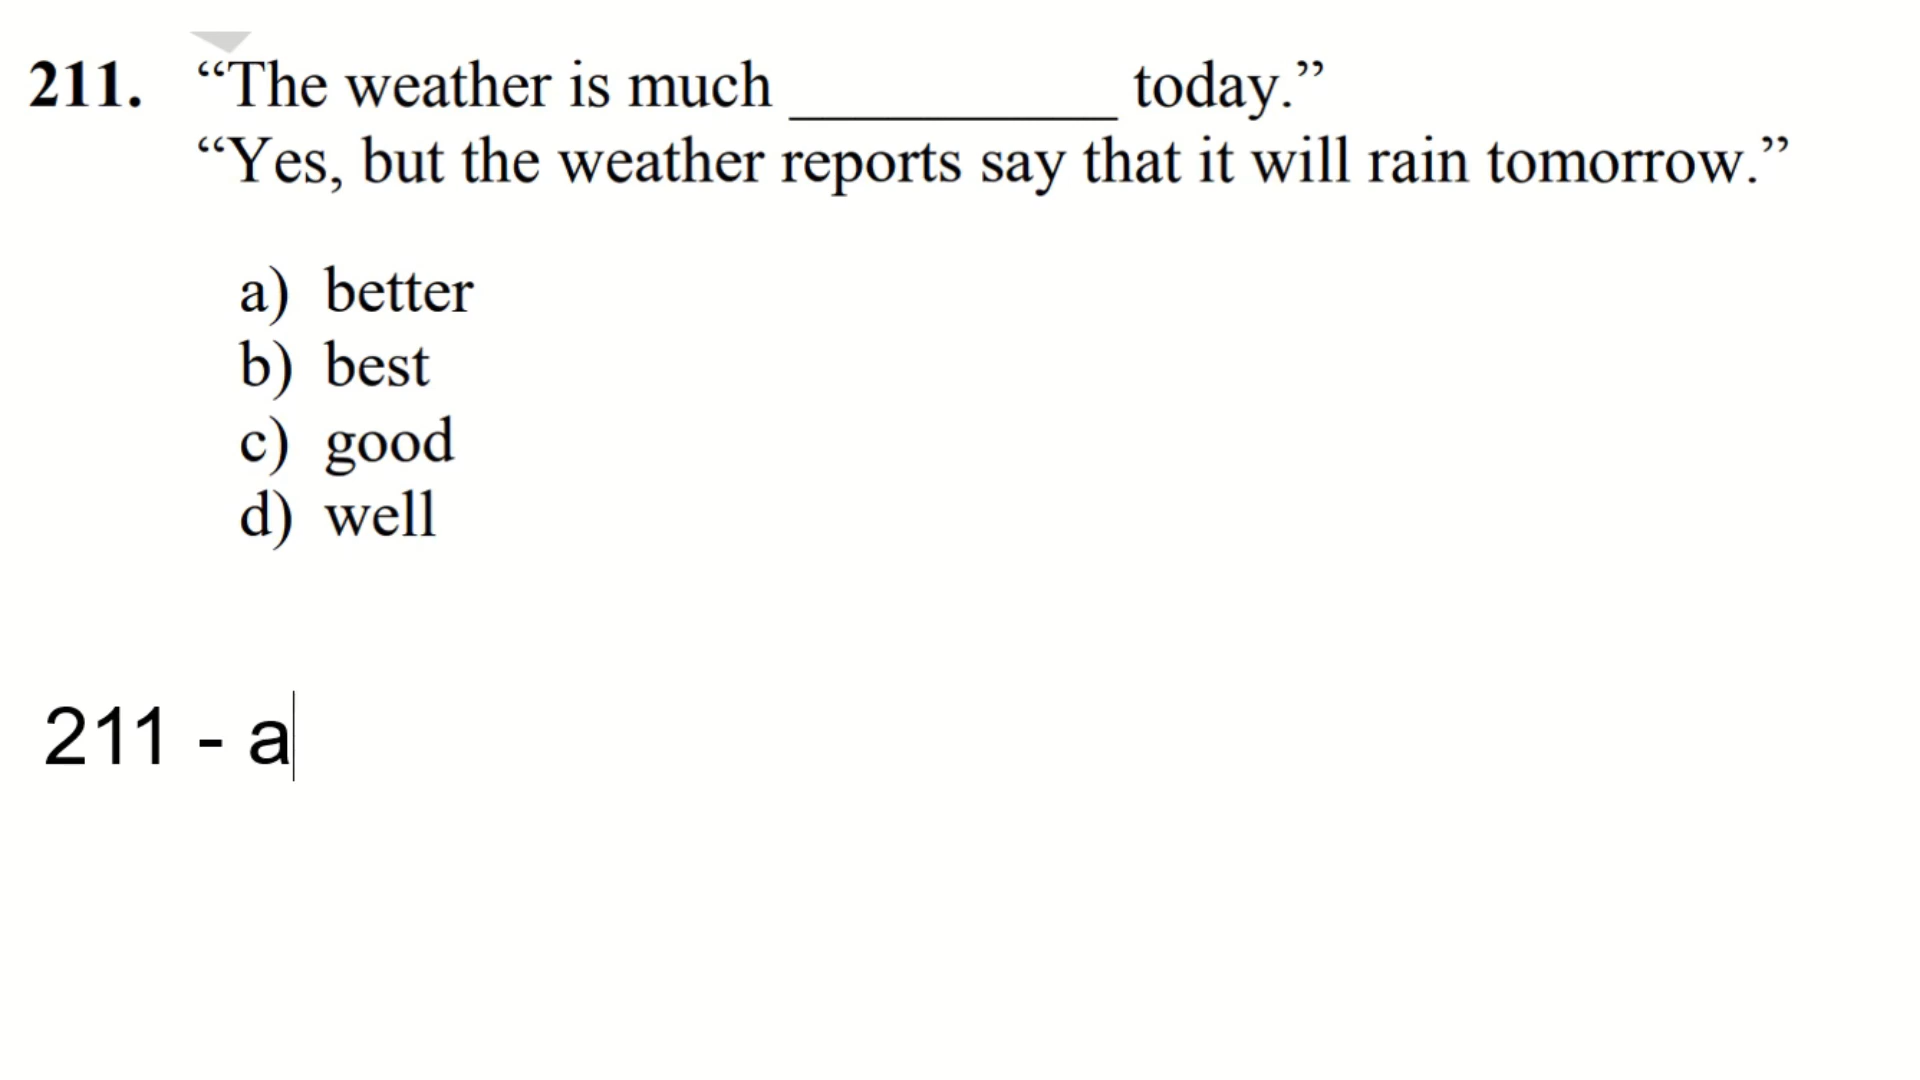 211. “The weather is much __________ today.”
“Yes, but the weather reports say that it will rain tomorrow.”
a) better
b) best
c) good
d) well
211 - a